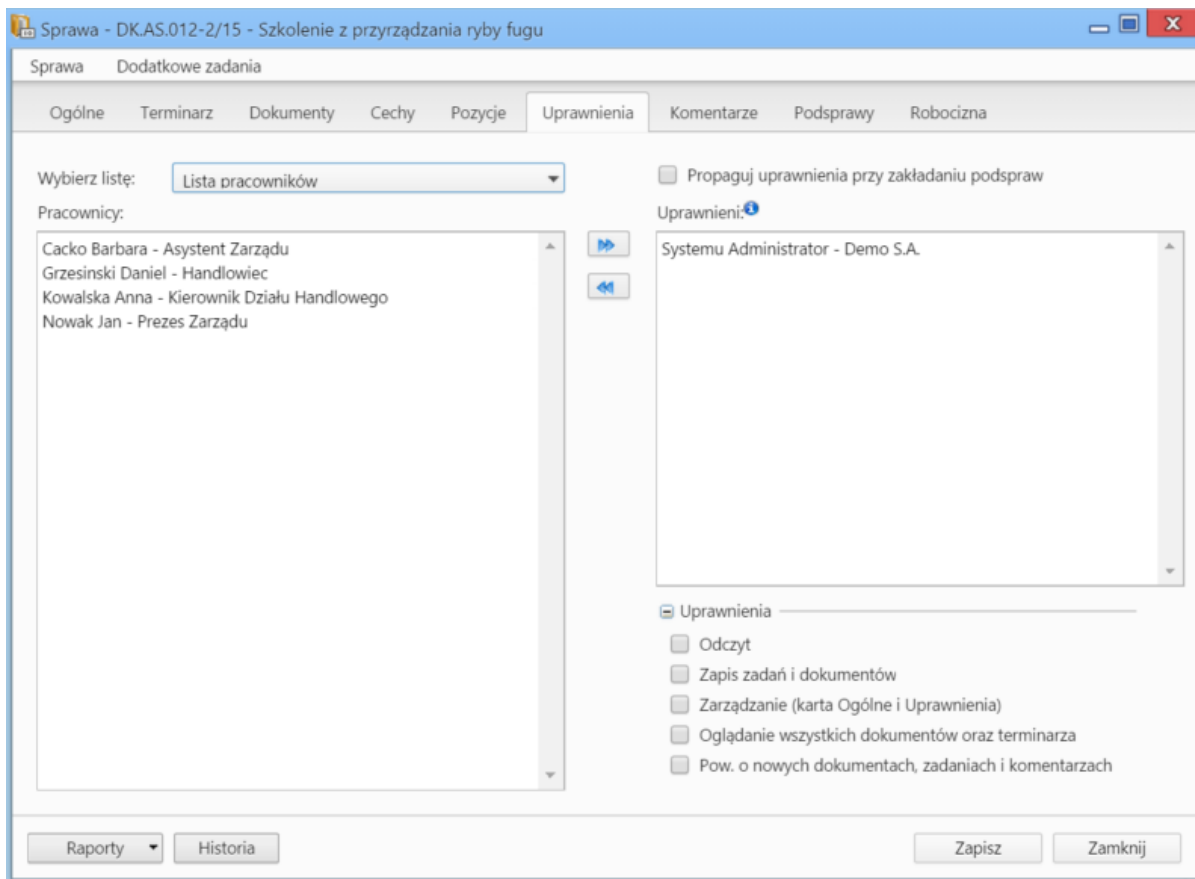 Sprawa - DK.AS.012-2/15 - Szkolenie z przyrządzania ryby fugu
Sprawa Dodatkowe zadania
Ogólne Terminarz Dokumenty Cechy Pozycje Uprawnienia Komentarze Podsprawy Robocizna
Wybierz listę: Lista pracowników
Pracownicy:
Cacko Barbara - Asystent Zarządu
Grzesinski Daniel - Handlowiec
Kowalska Anna - Kierownik Działu Handlowego
Nowak Jan - Prezes Zarządu
Propaguj uprawnienia przy zakładaniu podspraw
Uprawnieni:
Systemu Administrator - Demo S.A.
Uprawnienia
Odczyt
Zapis zadań i dokumentów
Zarządzanie (karta Ogólne i Uprawnienia)
Oglądanie wszystkich dokumentów oraz terminarza
Pow. o nowych dokumentach, zadaniach i komentarzach
Raporty Historia Zapisz Zamknij